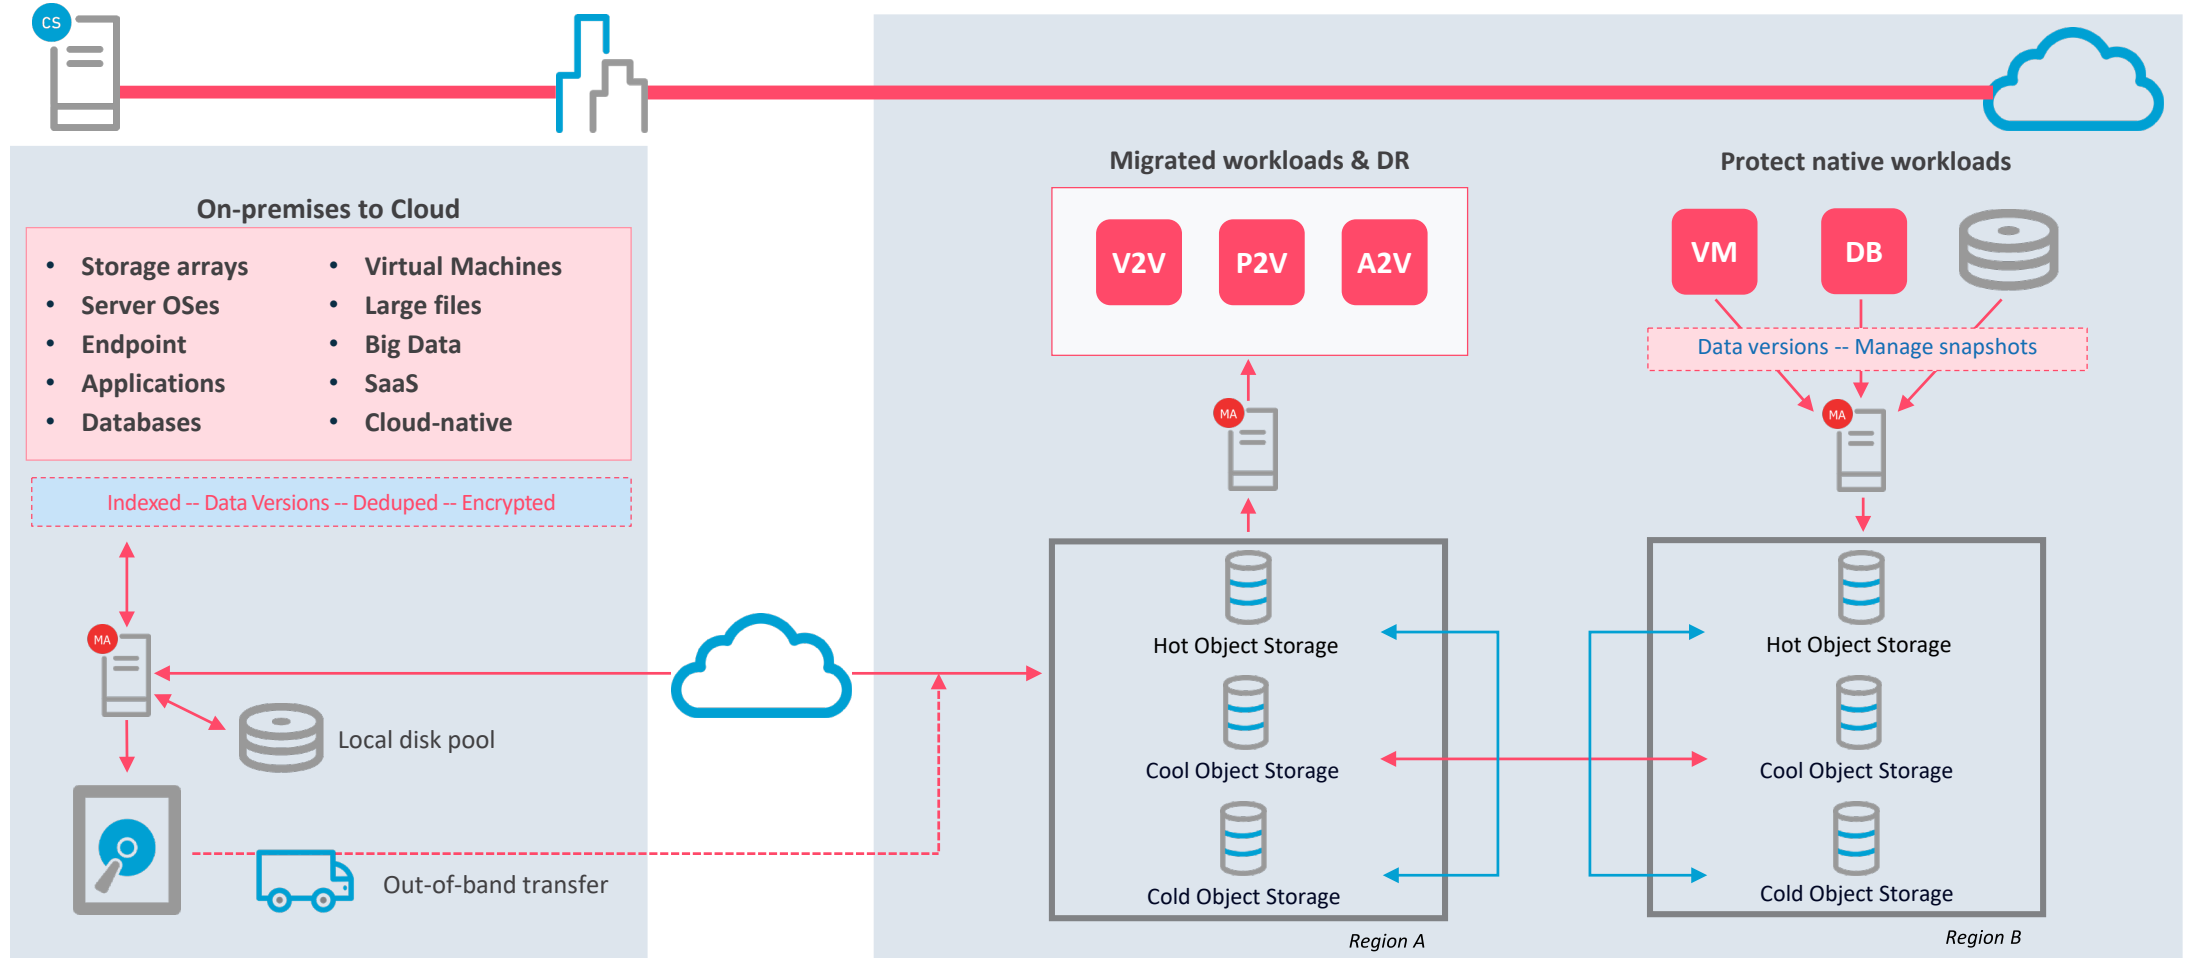 CS
On-premises to Cloud
• Storage arrays
• Server OSes
• Endpoint
• Applications
• Databases
• Virtual Machines
• Large files
• Big Data
• SaaS
• Cloud-native
Indexed -- Data Versions -- Deduped -- Encrypted
MA
Local disk pool
Out-of-band transfer
Migrated workloads & DR
V2V
P2V
A2V
MA
Hot Object Storage
Cool Object Storage
Cold Object Storage
Region A
Protect native workloads
VM
DB
Data versions -- Manage snapshots
MA
Hot Object Storage
Cool Object Storage
Cold Object Storage
Region B